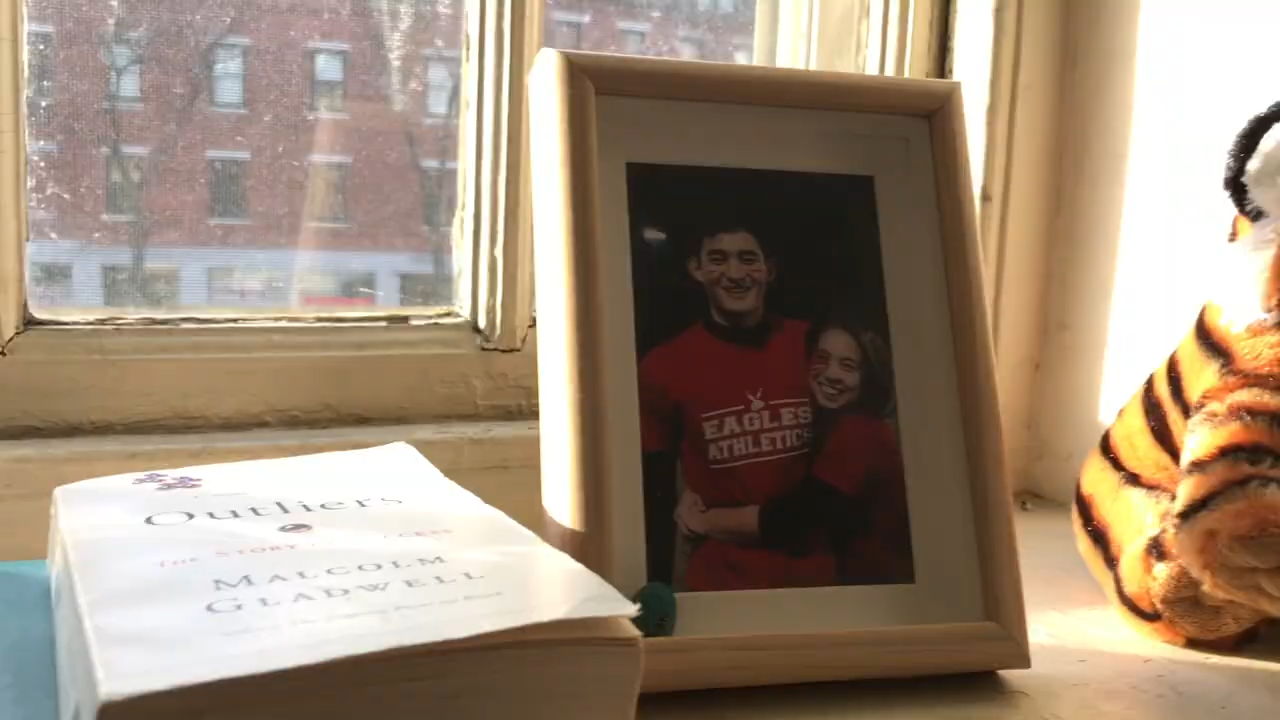 Outliers
THE STORY
MALCOLM
GLADWELL
EAGLES
ATHLETICS